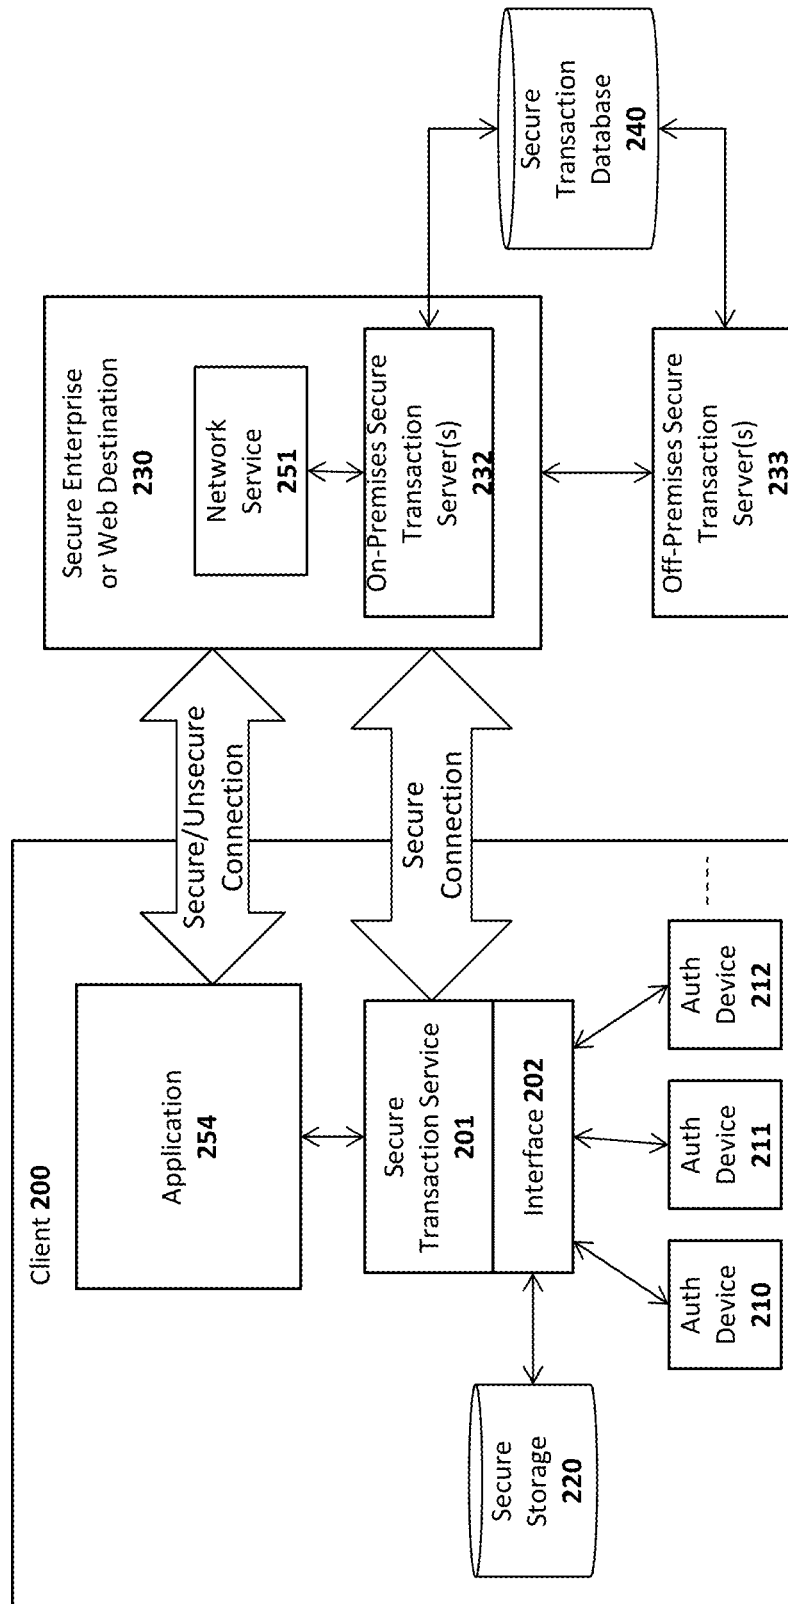 Client 200
Application
254
Secure
Transaction Service
201
Interface 202
Secure
Storage
220
Auth
Device
210
Auth
Device
211
Auth
Device
212
Secure/Unsecure
Connection
Secure
Connection
Secure Enterprise
or Web Destination
230
Network
Service
251
On-Premises Secure
Transaction
Server(s)
232
Off-Premises Secure
Transaction
Server(s)
233
Secure
Transaction
Database
240